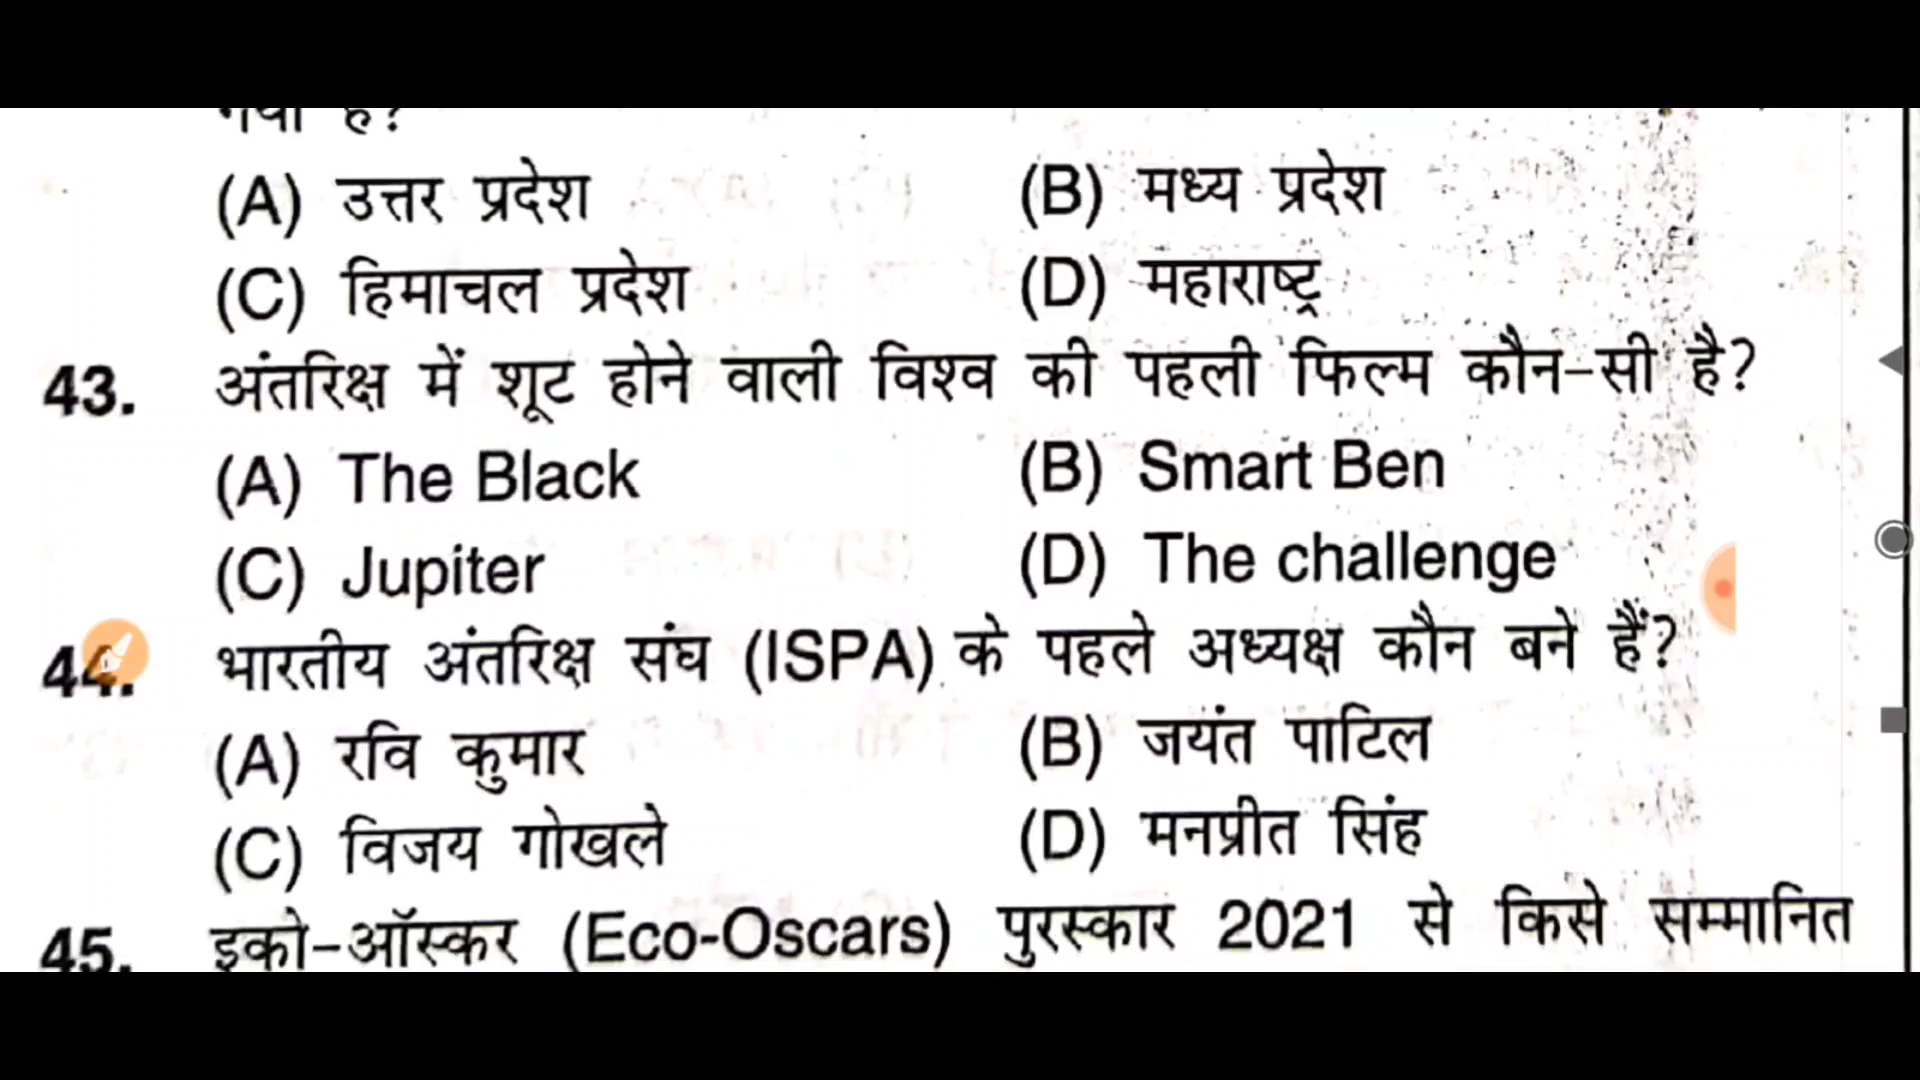 गया है?
(A) उत्तर प्रदेश (B) मध्य प्रदेश
(C) हिमाचल प्रदेश (D) महाराष्ट्र
43. अंतरिक्ष में शूट होने वाली विश्व की पहली फिल्म कौन-सी है?
(A) The Black (B) Smart Ben
(C) Jupiter (D) The challenge
44. भारतीय अंतरिक्ष संघ (ISPA) के पहले अध्यक्ष कौन बने हैं?
(A) रवि कुमार (B) जयंत पाटिल
(C) विजय गोखले (D) मनप्रीत सिंह
45. इको-ऑस्कर (Eco-Oscars) पुरस्कार 2021 से किसे सम्मानित